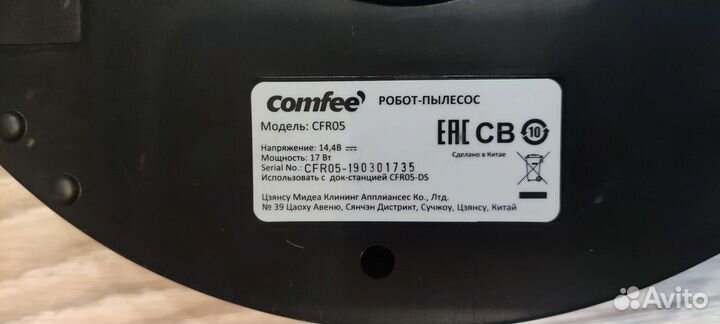 comfee'
РОБОТ-ПЫЛЕСОС
Модель: CFR05
EAC CB 10
Сделано в Китае
Напряжение: 14,4В
Мощность: 17 Вт
Serial No.: CFR05-190301735
Использовать с док-станцией CFR05-DS
Цзянсу Мидеа Клининг Апплиансес Ко., Лтд.
№ 39 Цаоху Авеню, Сянчэн Дистрикт, Сучжоу, Цзянсу, Китай
Avito